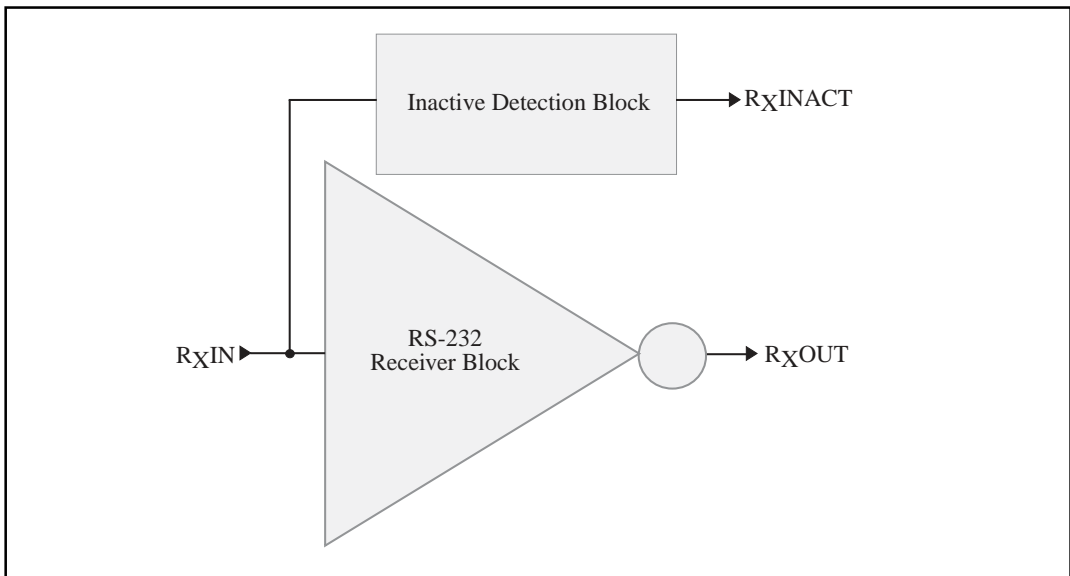 Inactive Detection Block
RXINACT
RXIN
RS-232
Receiver Block
RXOUT